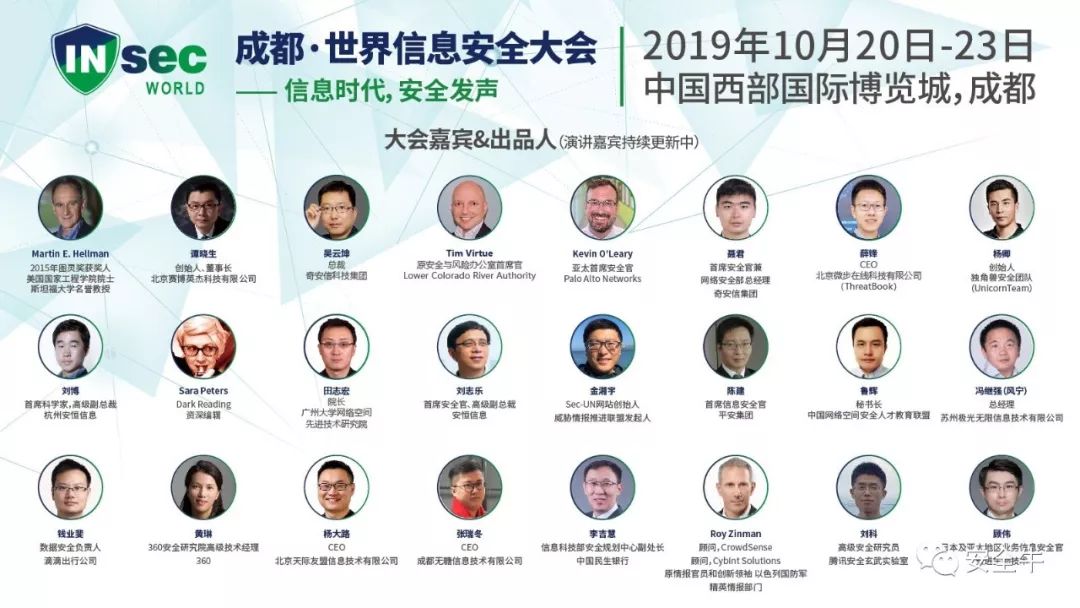 INsec
WORLD
成都·世界信息安全大会
—— 信息时代,安全发声
2019年10月20日-23日
中国西部国际博览城,成都
大会嘉宾&出品人(演讲嘉宾持续更新中)
Martin E. Hellman
2015年图灵奖获奖人
美国国家工程学院院士
斯坦福大学名誉教授
谭晓生
创始人、董事长
北京赛博英杰科技有限公司
吴云坤
总裁
奇安信科技集团
Tim Virtue
原安全与风险办公室首席官
Lower Colorado River Authority
Kevin O'Leary
亚太首席安全官
Palo Alto Networks
聂君
首席安全官兼
网络安全部总经理
奇安信集团
薛锋
CEO
北京微步在线科技有限公司
(ThreatBook)
杨卿
创始人
独角兽安全团队
(UnicornTeam)
刘博
首席科学家,高级副总裁
杭州安恒信息
Sara Peters
Dark Reading
资深编辑
田志宏
院长
广州大学网络空间
先进技术研究院
刘志乐
首席安全官、高级副总裁
安恒信息
金湘宇
Sec-UN网站创始人
威胁情报推进联盟发起人
陈建
首席信息安全官
平安集团
鲁辉
秘书长
中国网络空间安全人才教育联盟
冯继强(风宁)
总经理
苏州极光无限信息技术有限公司
钱业斐
数据安全负责人
滴滴出行公司
黄琳
360安全研究院高级技术经理
360
杨大路
CEO
北京天际友盟信息技术有限公司
张瑞冬
CEO
成都无糖信息技术有限公司
李吉慧
信息科技部安全规划中心副处长
中国民生银行
Roy Zinman
顾问, CrowdSense
顾问, Cybint Solutions
原情报官员和创新领袖 以色列国防军
精英情报部门
刘科
高级安全研究员
腾讯安全玄武实验室
顾伟
本及亚太地区业务信息安全官
安全牛